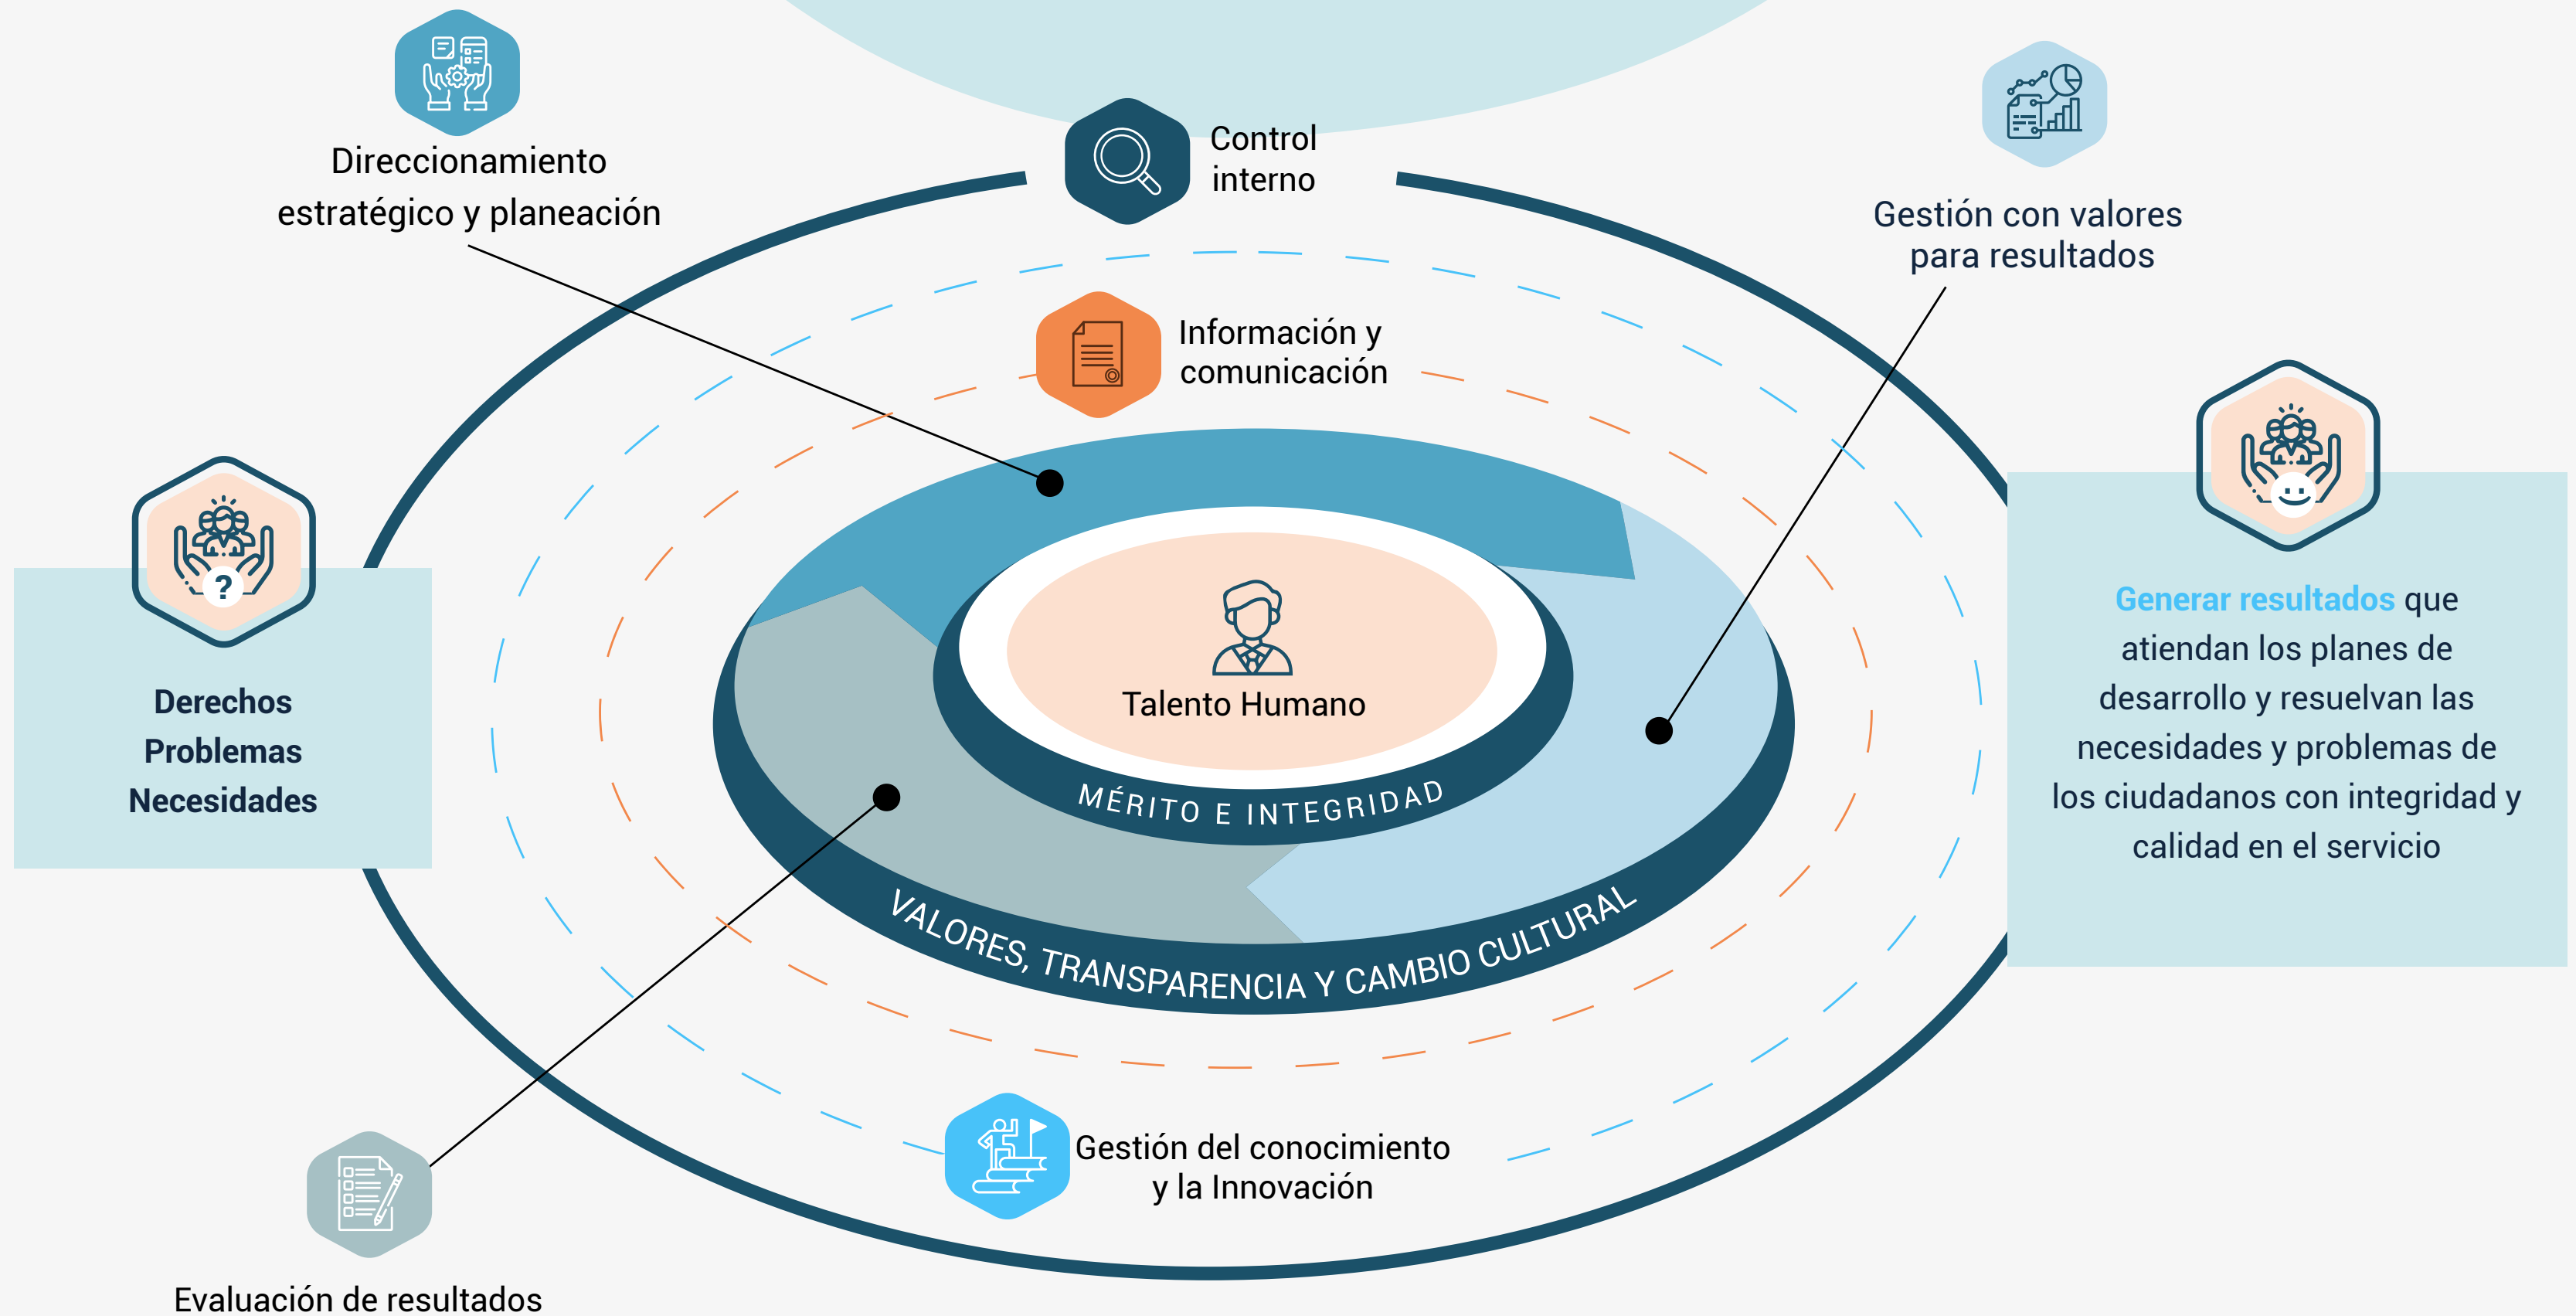 Direccionamiento
estratégico y planeación
Control
interno
Gestión con valores
para resultados
Información y
comunicación
Derechos
Problemas
Necesidades
?
Talento Humano
MÉRITO E INTEGRIDAD
VALORES, TRANSPARENCIA Y CAMBIO CULTURAL
Generar resultados que
atiendan los planes de
desarrollo y resuelvan las
necesidades y problemas de
los ciudadanos con integridad y
calidad en el servicio
Gestión del conocimiento
y la Innovación
Evaluación de resultados